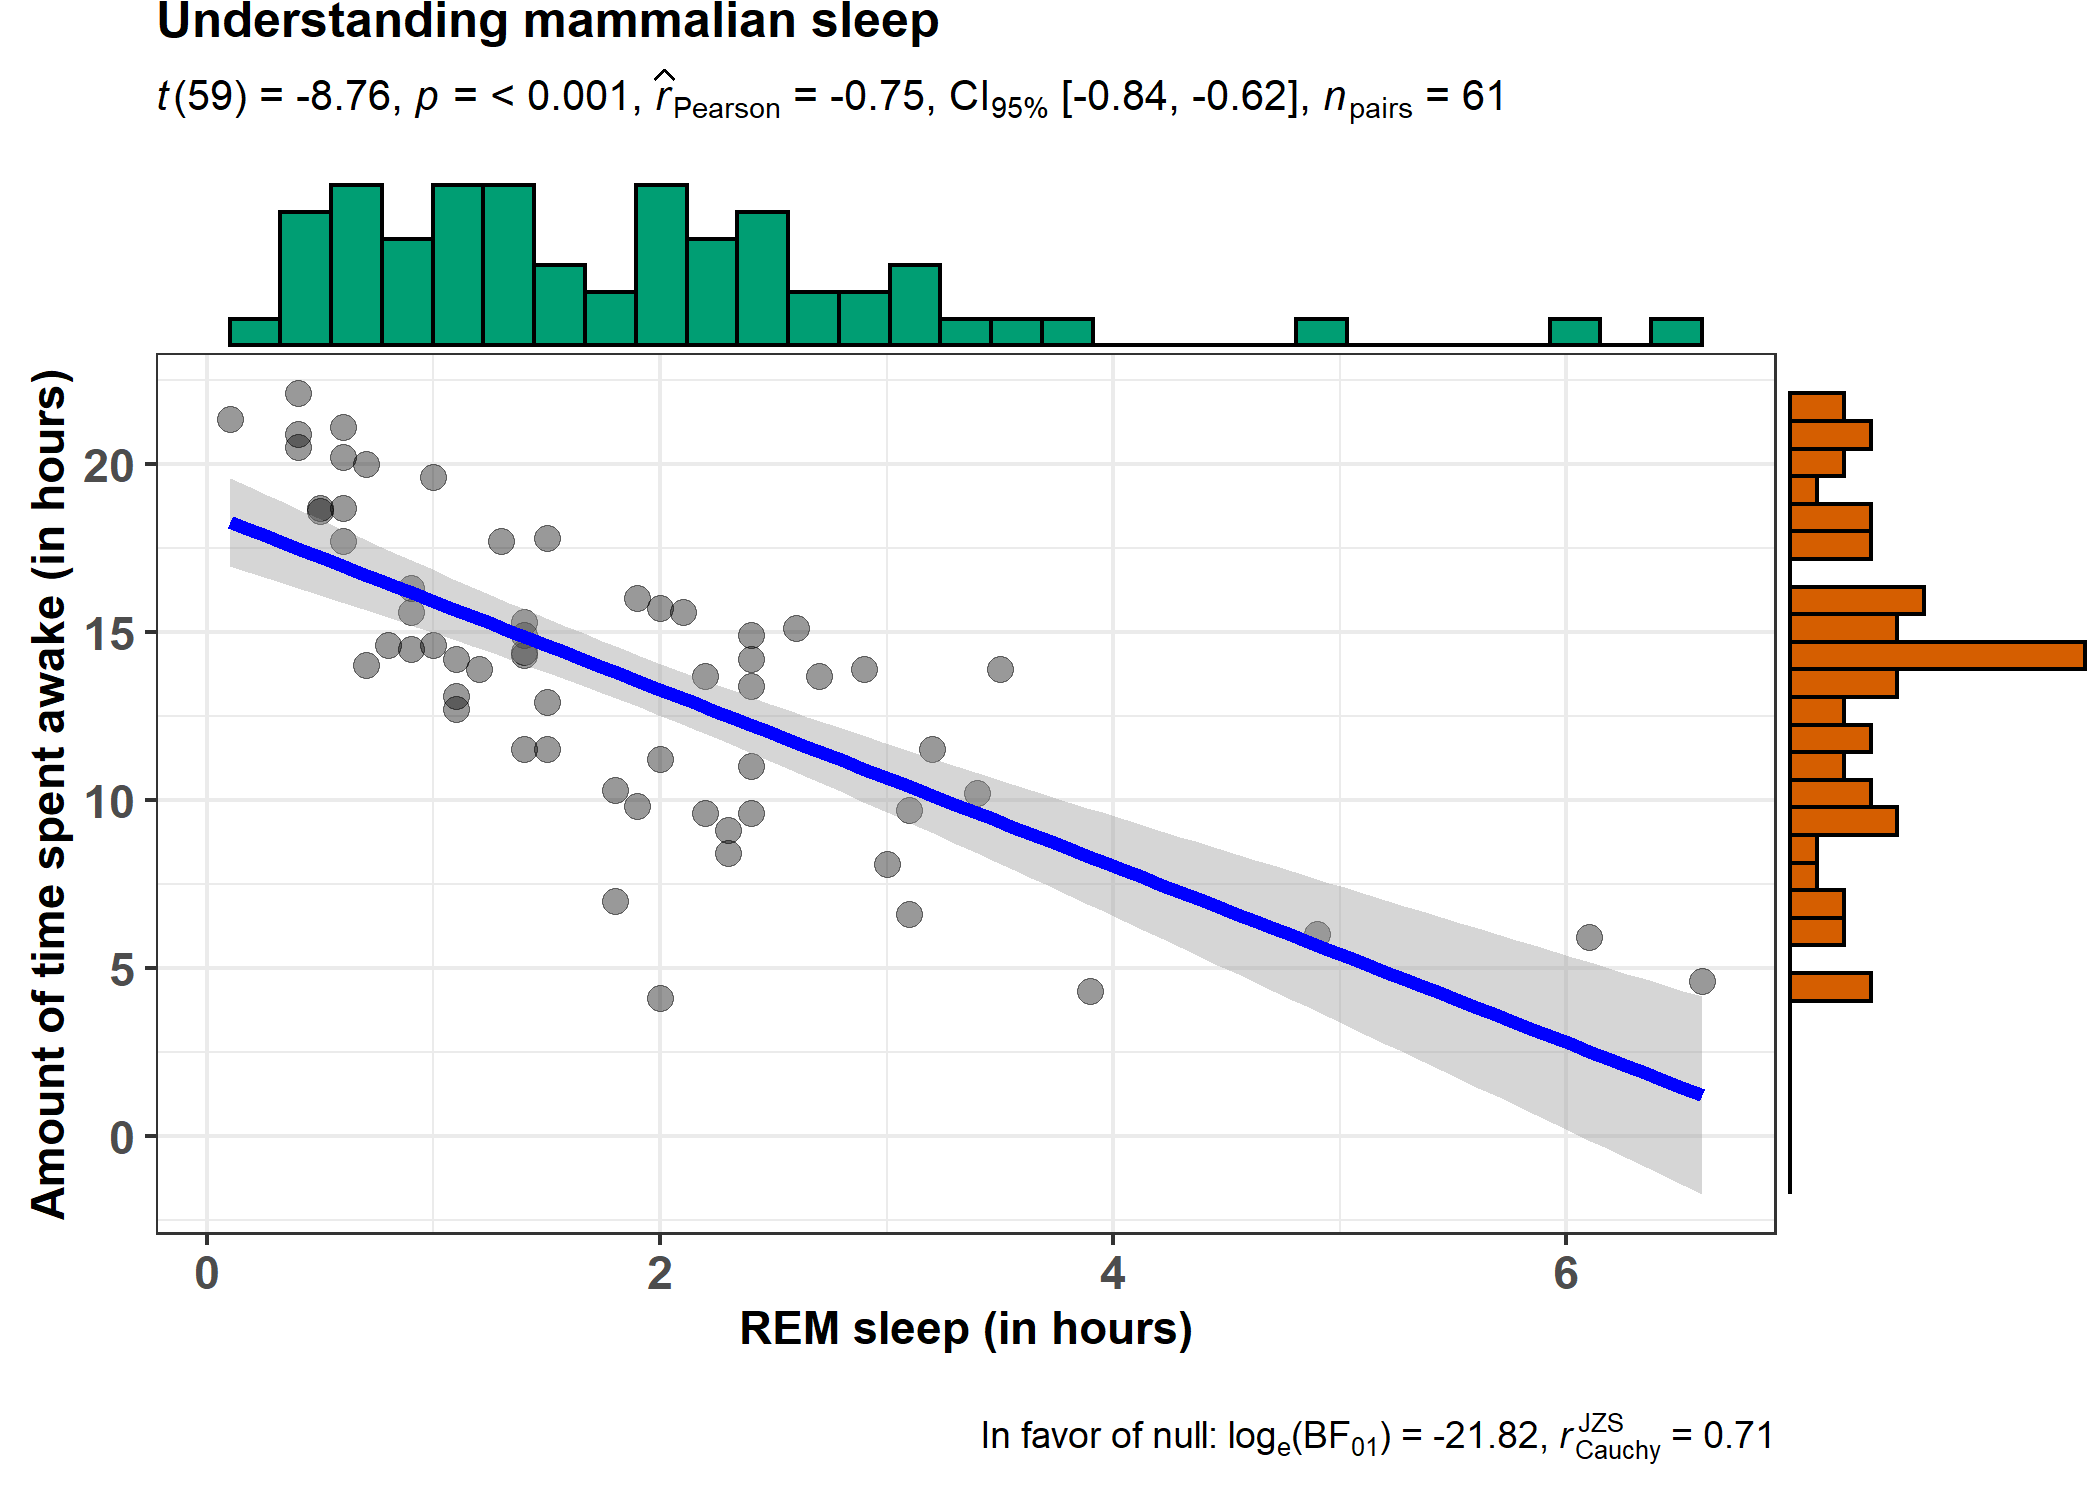 Understanding mammalian sleep
t(59) = -8.76, p = < 0.001, r̂Pearson = -0.75, CI95% [-0.84, -0.62], npairs = 61
Amount of time spent awake (in hours)
20
15
10
5
0
0 2 4 6
REM sleep (in hours)
In favor of null: loge(BF01) = -21.82, rCauchyJZS = 0.71